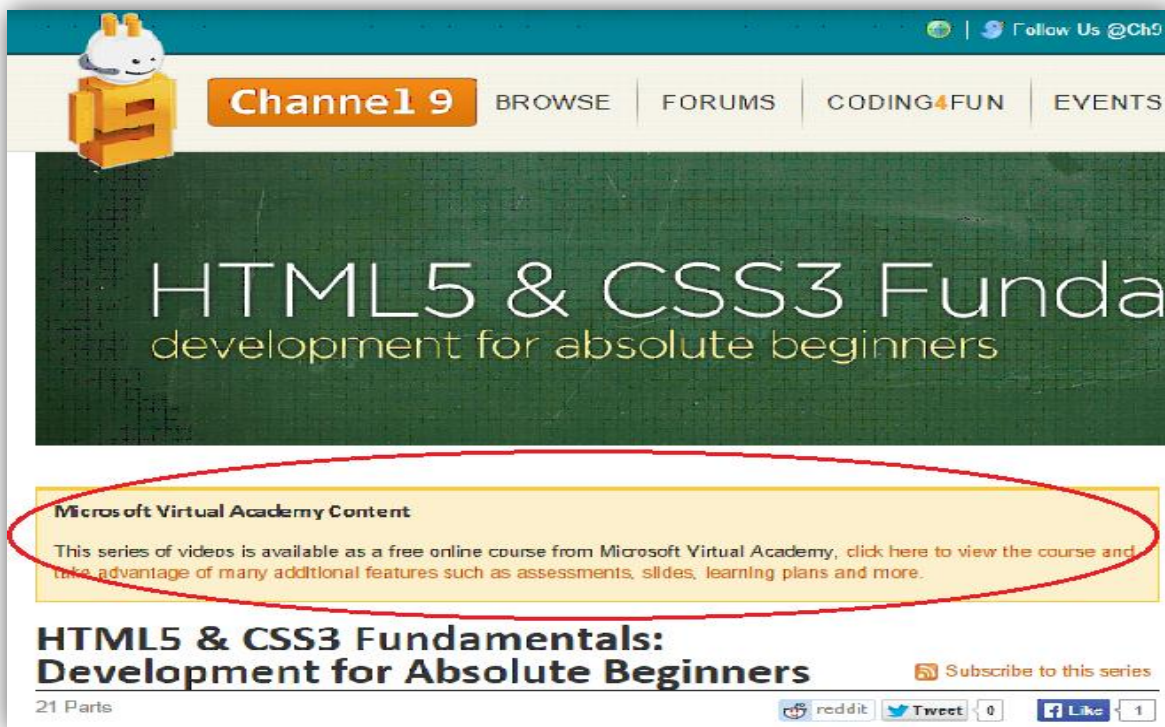 Follow Us @Ch9
Channel 9 BROWSE FORUMS CODING4FUN EVENTS
HTML5 & CSS3 Funda
development for absolute beginners
Microsoft Virtual Academy Content
This series of videos is available as a free online course from Microsoft Virtual Academy, click here to view the course and
take advantage of many additional features such as assessments, slides, learning plans and more.
HTML5 & CSS3 Fundamentals:
Development for Absolute Beginners
Subscribe to this series
21 Parts
reddit Tweet 0 Like 1